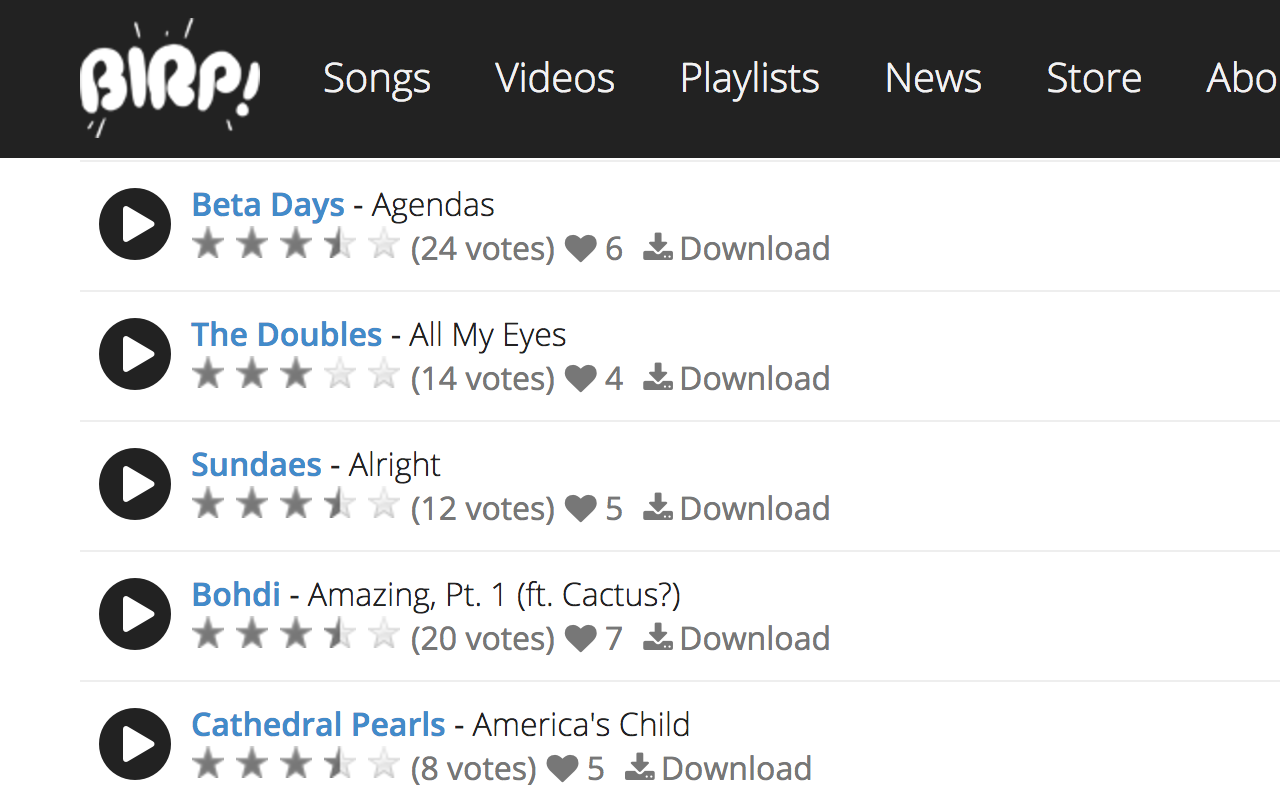 BIRP! Songs Videos Playlists News Store Abo
Beta Days - Agendas
(24 votes) 6 Download
The Doubles - All My Eyes
(14 votes) 4 Download
Sundaes - Alright
(12 votes) 5 Download
Bohdi - Amazing, Pt. 1 (ft. Cactus?)
(20 votes) 7 Download
Cathedral Pearls - America's Child
(8 votes) 5 Download